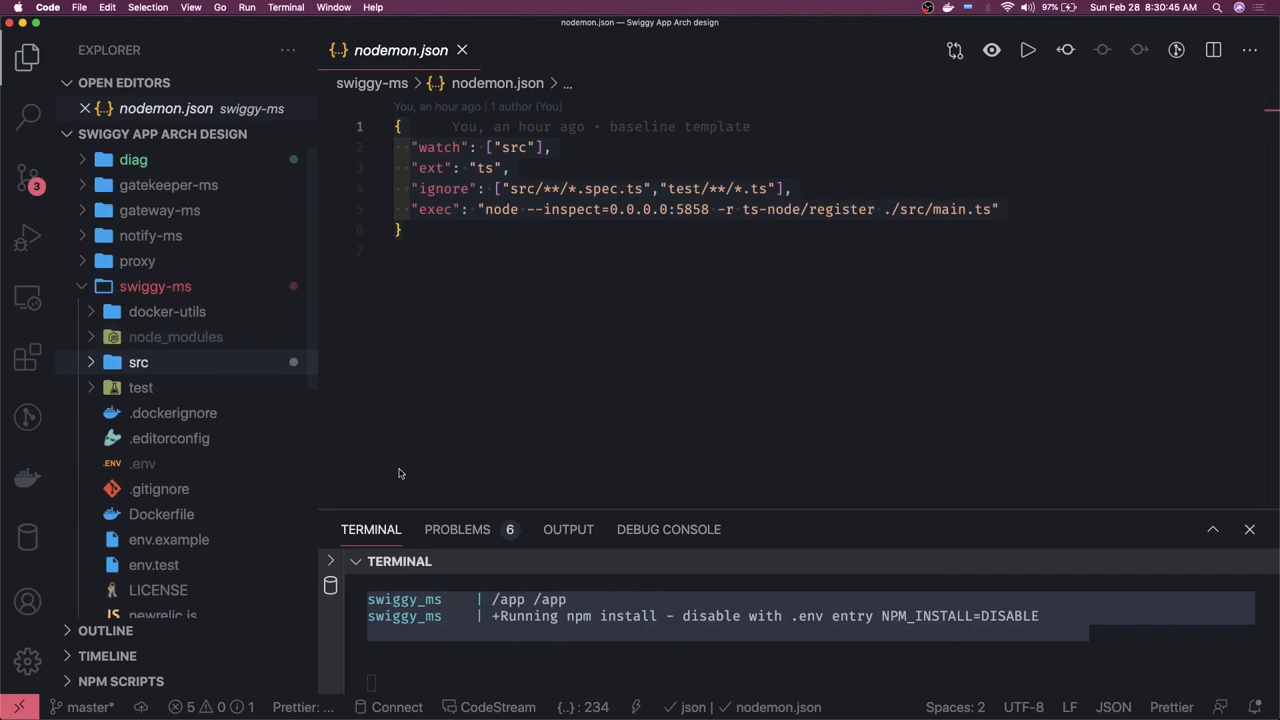 Code File Edit Selection View Go Run Terminal Window Help 97% Sun Feb 28 8:30:45 AM
nodemon.json — Swiggy App Arch design
EXPLORER
OPEN EDITORS
nodemon.json swiggy-ms
SWIGGY APP ARCH DESIGN
diag
gatekeeper-ms
gateway-ms
notify-ms
proxy
swiggy-ms
docker-utils
node_modules
src
test
.dockerignore
.editorconfig
.ENV .env
.gitignore
Dockerfile
env.example
env.test
LICENSE
newrelic.js
OUTLINE
TIMELINE
NPM SCRIPTS
3
nodemon.json
swiggy-ms > {..} nodemon.json > ...
You, an hour ago | 1 author (You)
1 { You, an hour ago • baseline template
2 "watch": ["src"],
3 "ext": "ts",
4 "ignore": ["src/**/*.spec.ts","test/**/*.ts"],
5 "exec": "node --inspect=0.0.0.0:5858 -r ts-node/register ./src/main.ts"
6 }
7
TERMINAL PROBLEMS 6 OUTPUT DEBUG CONSOLE
TERMINAL
swiggy_ms | /app /app
swiggy_ms | +Running npm install - disable with .env entry NPM_INSTALL=DISABLE
master* 5 0 1 Prettier: ... Connect CodeStream {..}: 234 json | nodemon.json Spaces: 2 UTF-8 LF JSON Prettier